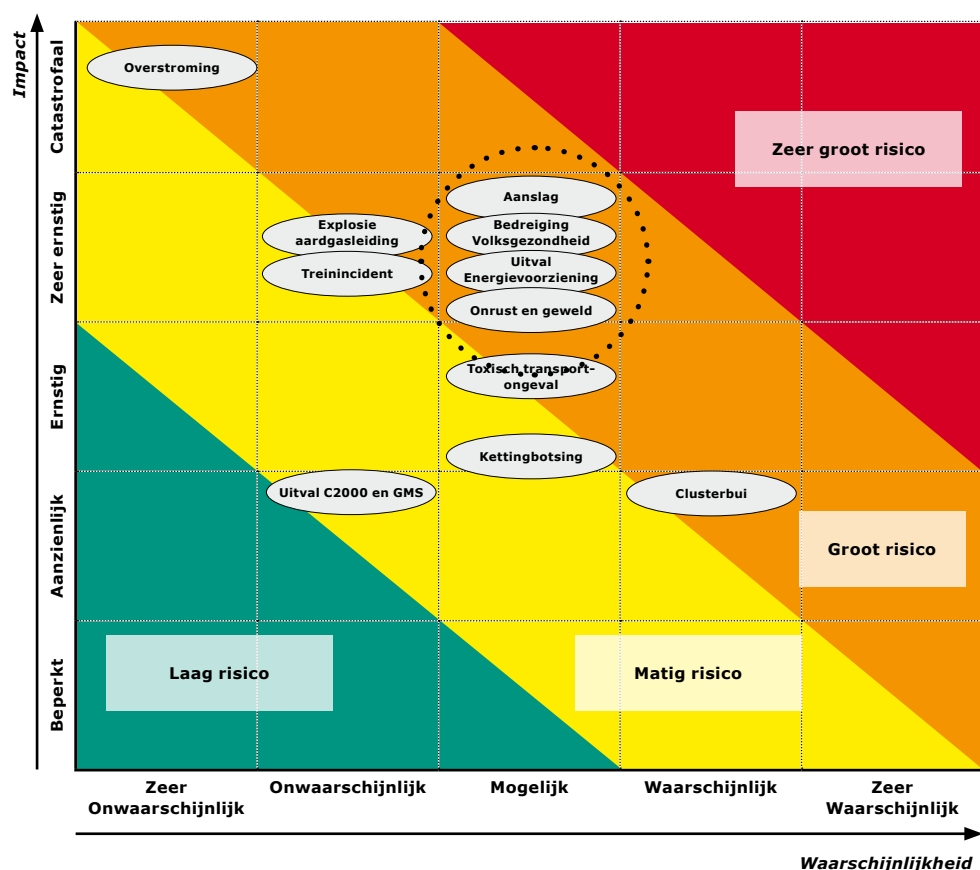 Impact
Catastrofaal
Overstroming
Zeer groot risico
Zeer ernstig
Aanslag
Explosie
aardgasleiding
Bedreiging
Volksgezondheid
Treinincident
Uitval
Energievoorziening
Onrust en geweld
Ernstig
Toxisch transport-
ongeval
Kettingbotsing
Aanzienlijk
Uitval C2000 en GMS
Clusterbui
Groot risico
Beperkt
Laag risico
Matig risico
Zeer
Onwaarschijnlijk
Onwaarschijnlijk
Mogelijk
Waarschijnlijk
Zeer
Waarschijnlijk
Waarschijnlijkheid